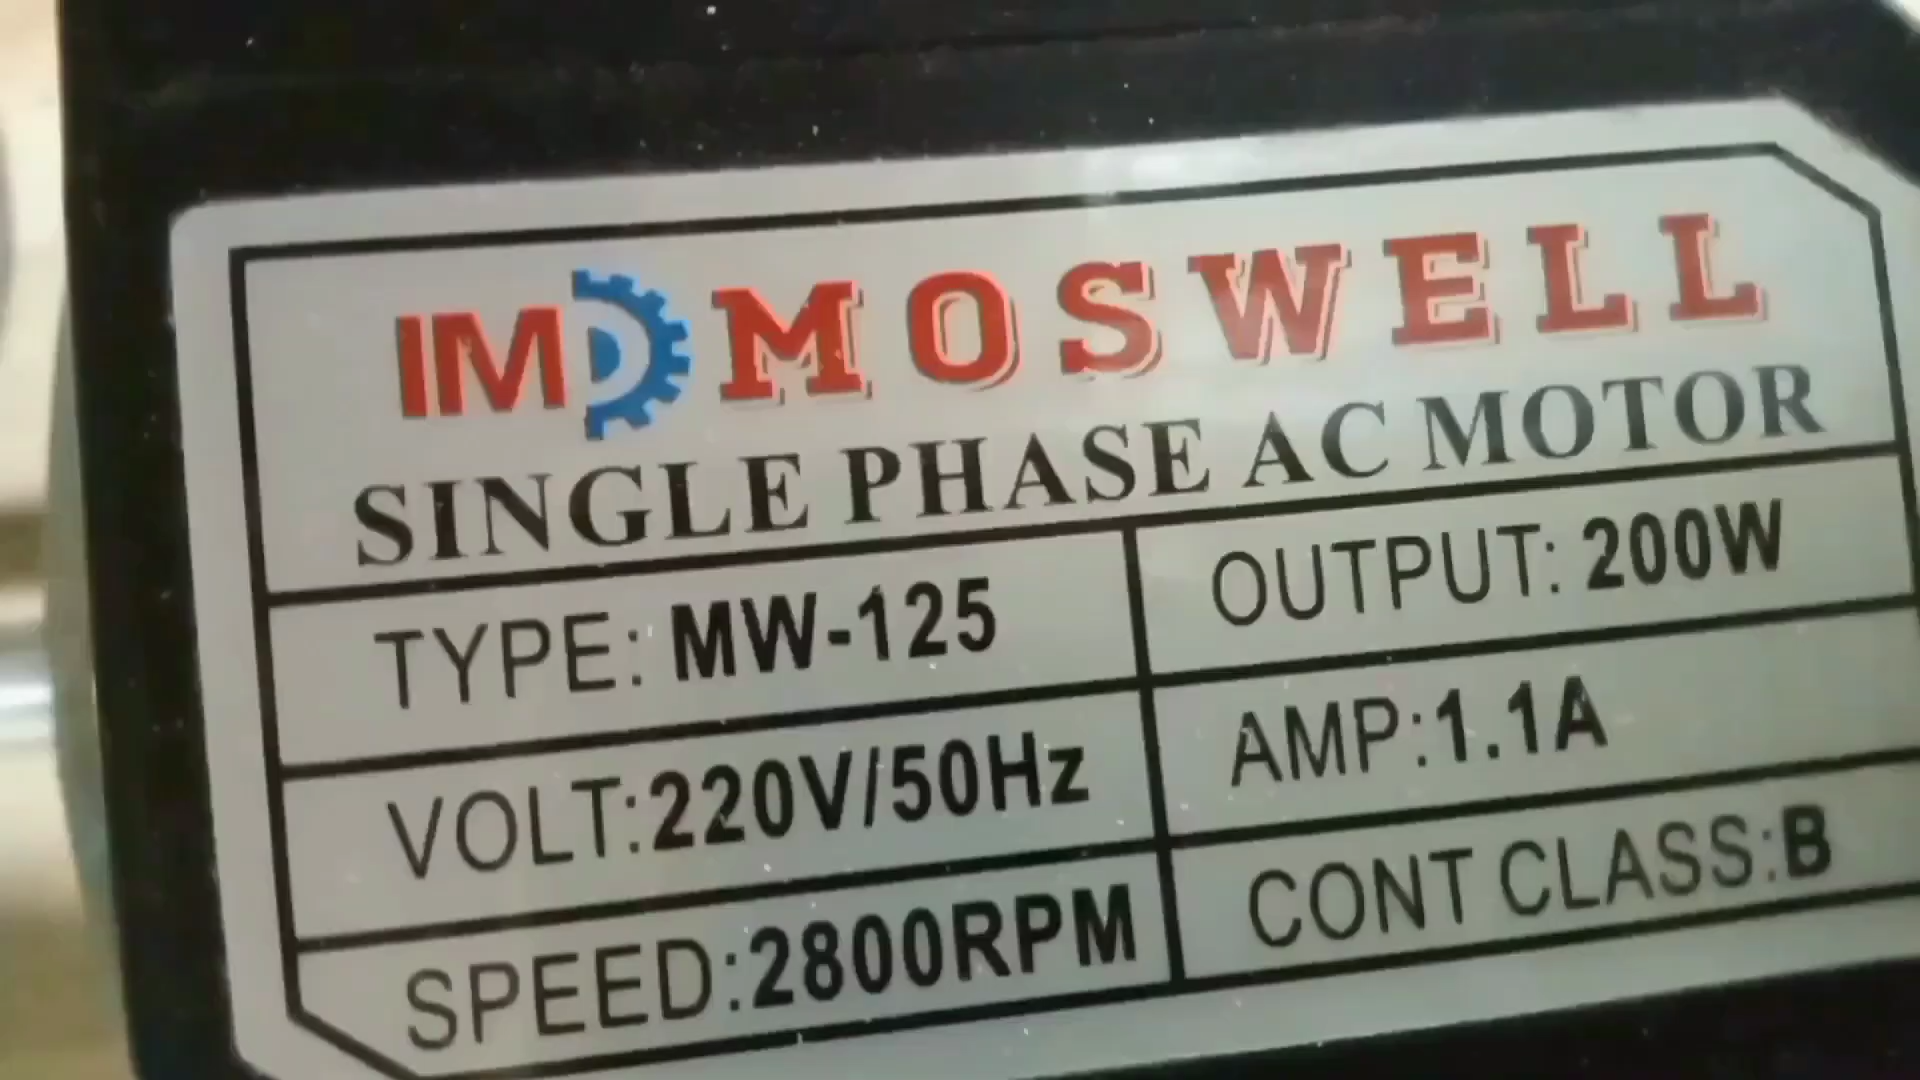 IMD MOSWELL
SINGLE PHASE AC MOTOR
TYPE: MW-125
OUTPUT: 200W
VOLT:220V/50Hz
AMP:1.1A
SPEED:2800RPM
CONT CLASS:B